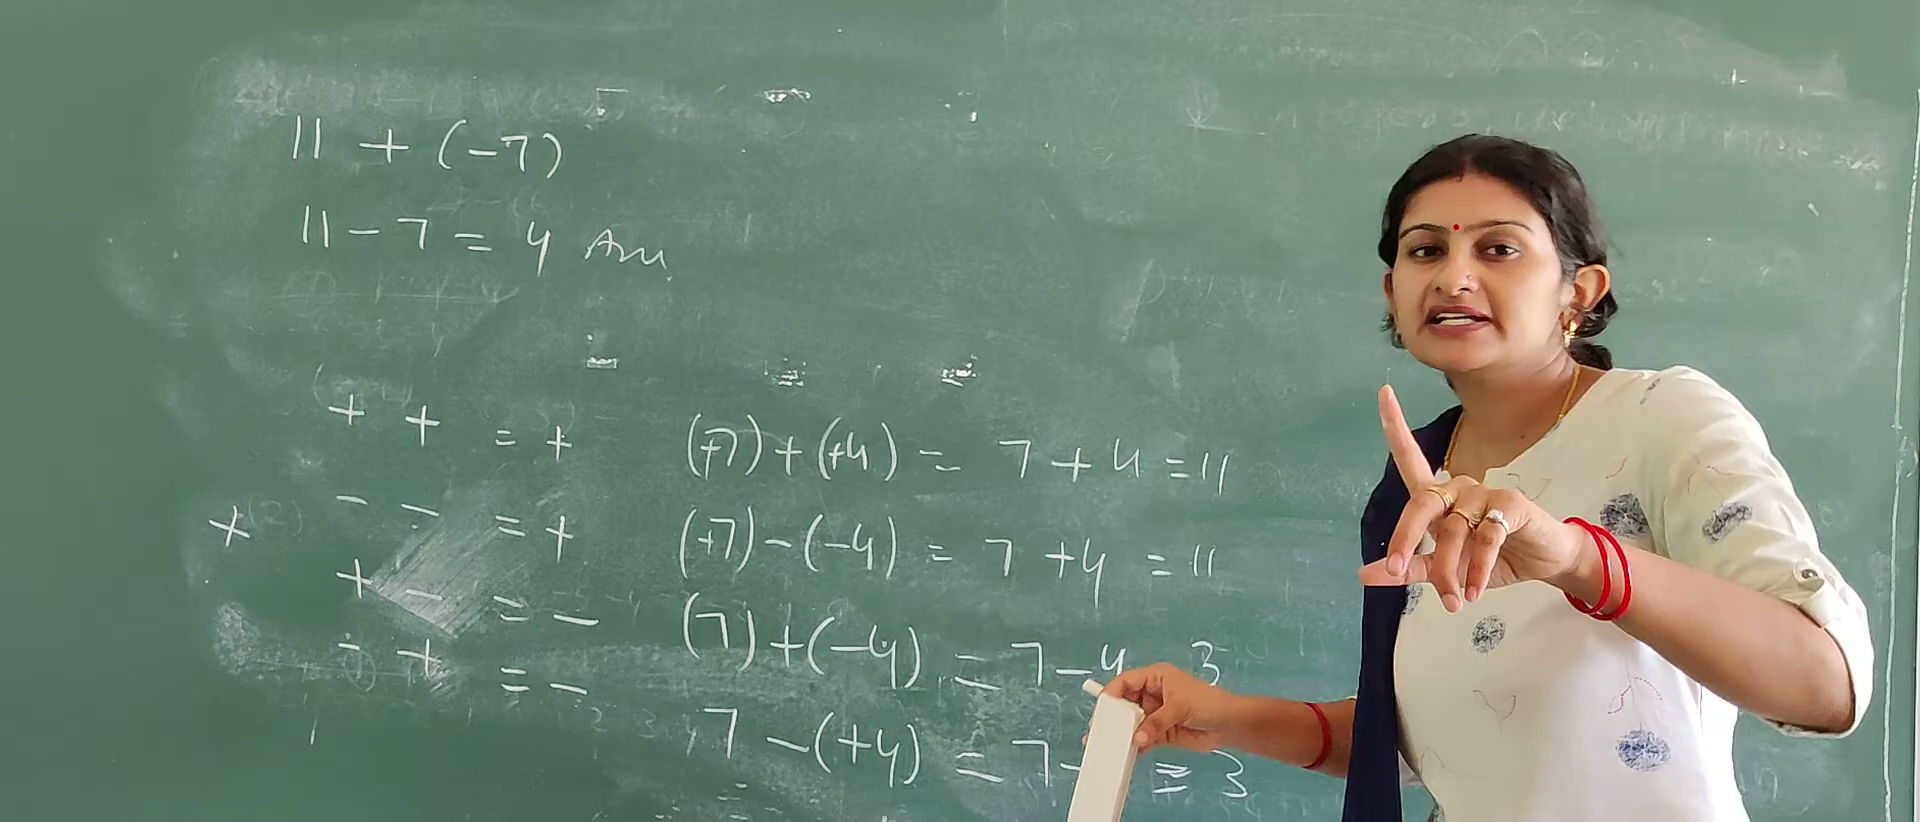 11 + (-7)
11 - 7 = 4 Ans
+ + = + (+7) + (+4) = 7 + 4 = 11
- - = + (+7) - (-4) = 7 + 4 = 11
+ - = - (7) + (-4) = 7 - 4 3
- + = - 7 - (+4) = 7 - = 3